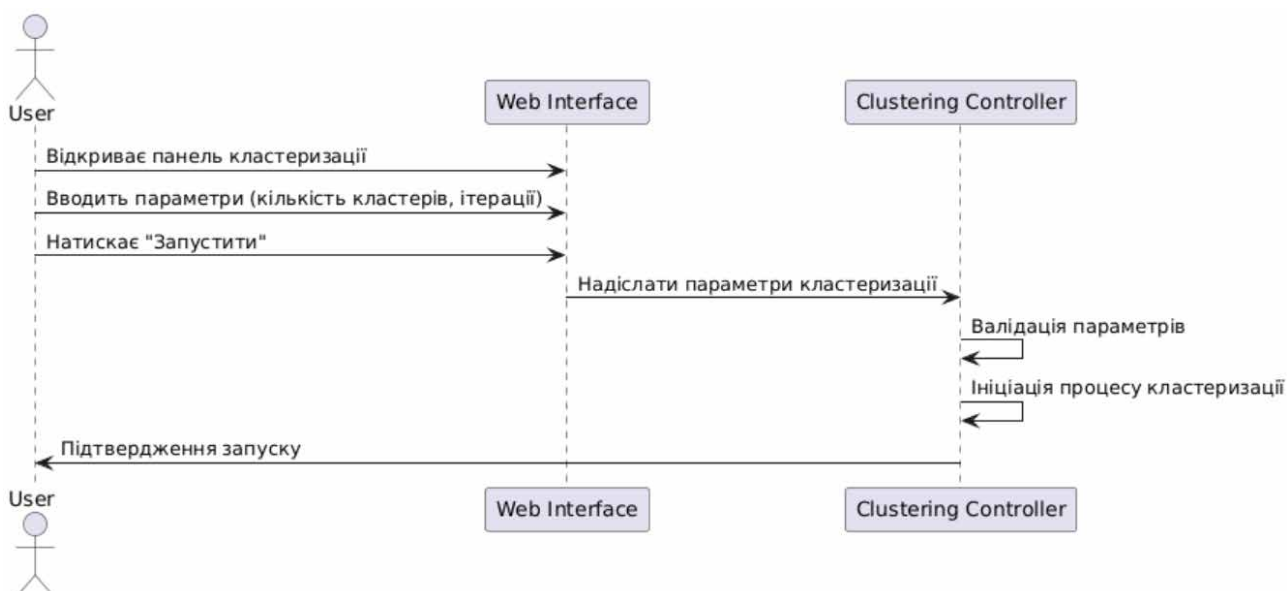 User
Web Interface
Clustering Controller
Відкриває панель кластеризації
Вводить параметри (кількість кластерів, ітерації)
Натискає "Запустити"
Надіслати параметри кластеризації
Валідація параметрів
Ініціація процесу кластеризації
Підтвердження запуску
User
Web Interface
Clustering Controller